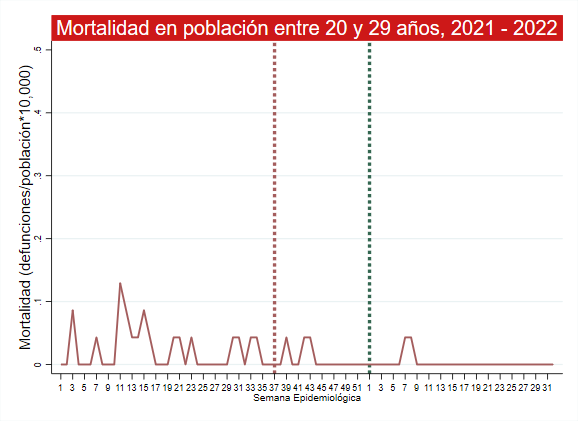 Mortalidad en población entre 20 y 29 años, 2021 - 2022
Mortalidad (defunciones/población*10,000)
.5
.4
.3
.2
.1
0
1 3 5 7 9 11 13 15 17 19 21 23 25 27 29 31 33 35 37 39 41 43 45 47 49 51 1 3 5 7 9 11 13 15 17 19 21 23 25 27 29 31
Semana Epidemiológica